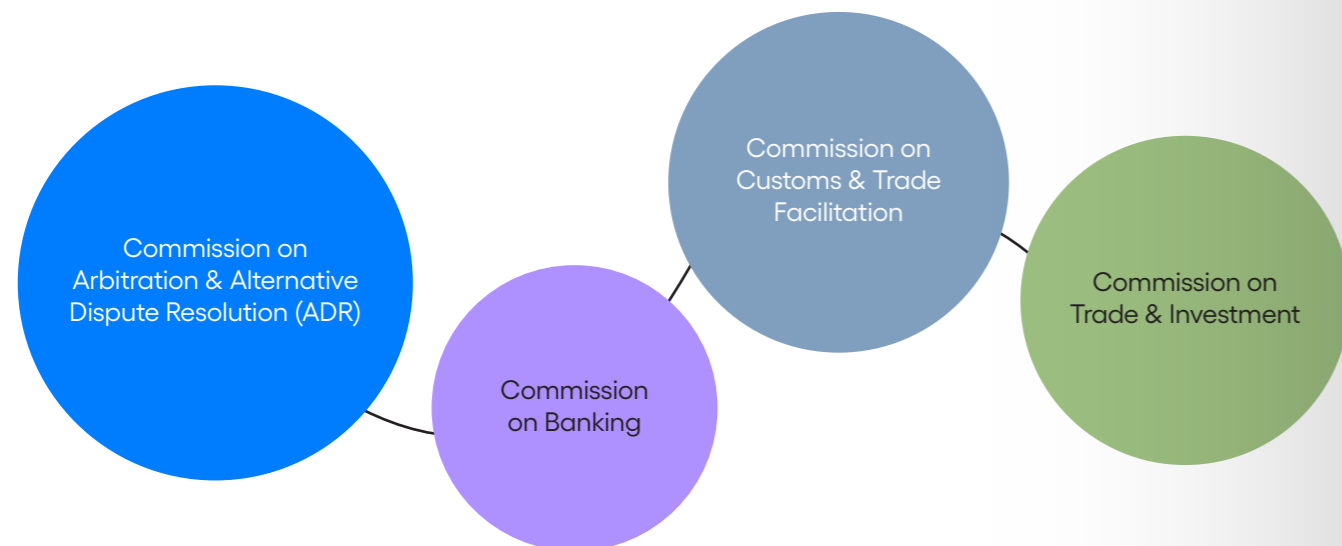 Commission on
Arbitration & Alternative
Dispute Resolution (ADR)
Commission
on Banking
Commission on
Customs & Trade
Facilitation
Commission on
Trade & Investment